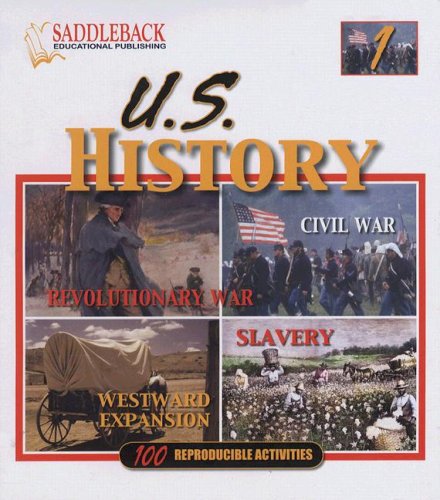 SADDLEBACK
EDUCATIONAL PUBLISHING
1
U.S.
HISTORY
CIVIL WAR
REVOLUTIONARY WAR
SLAVERY
WESTWARD
EXPANSION
100 REPRODUCIBLE ACTIVITIES